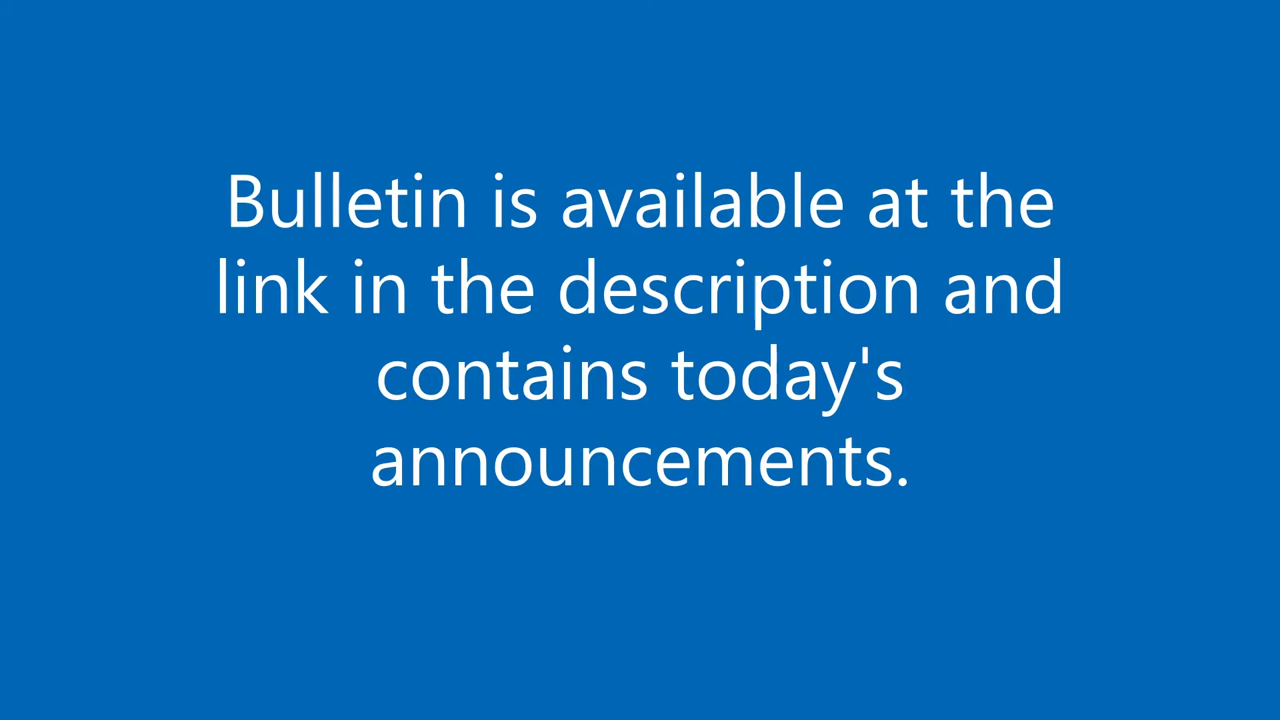 Bulletin is available at the
link in the description and
contains today's
announcements.